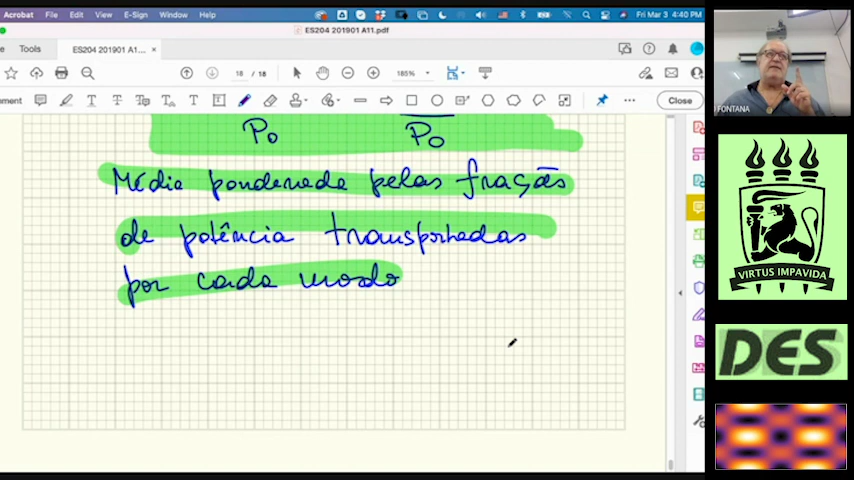 Acrobat File Edit View E-Sign Window Help Fri Mar 3 4:40 PM
ES204 201901 A11.pdf
Tools ES204 201901 A1... ×
18 / 18 185%
Close
FONTANA
P₀ P₀
Média ponderada pelas frações
de potência transportadas
por cada modo
VIRTUS IMPAVIDA
DES